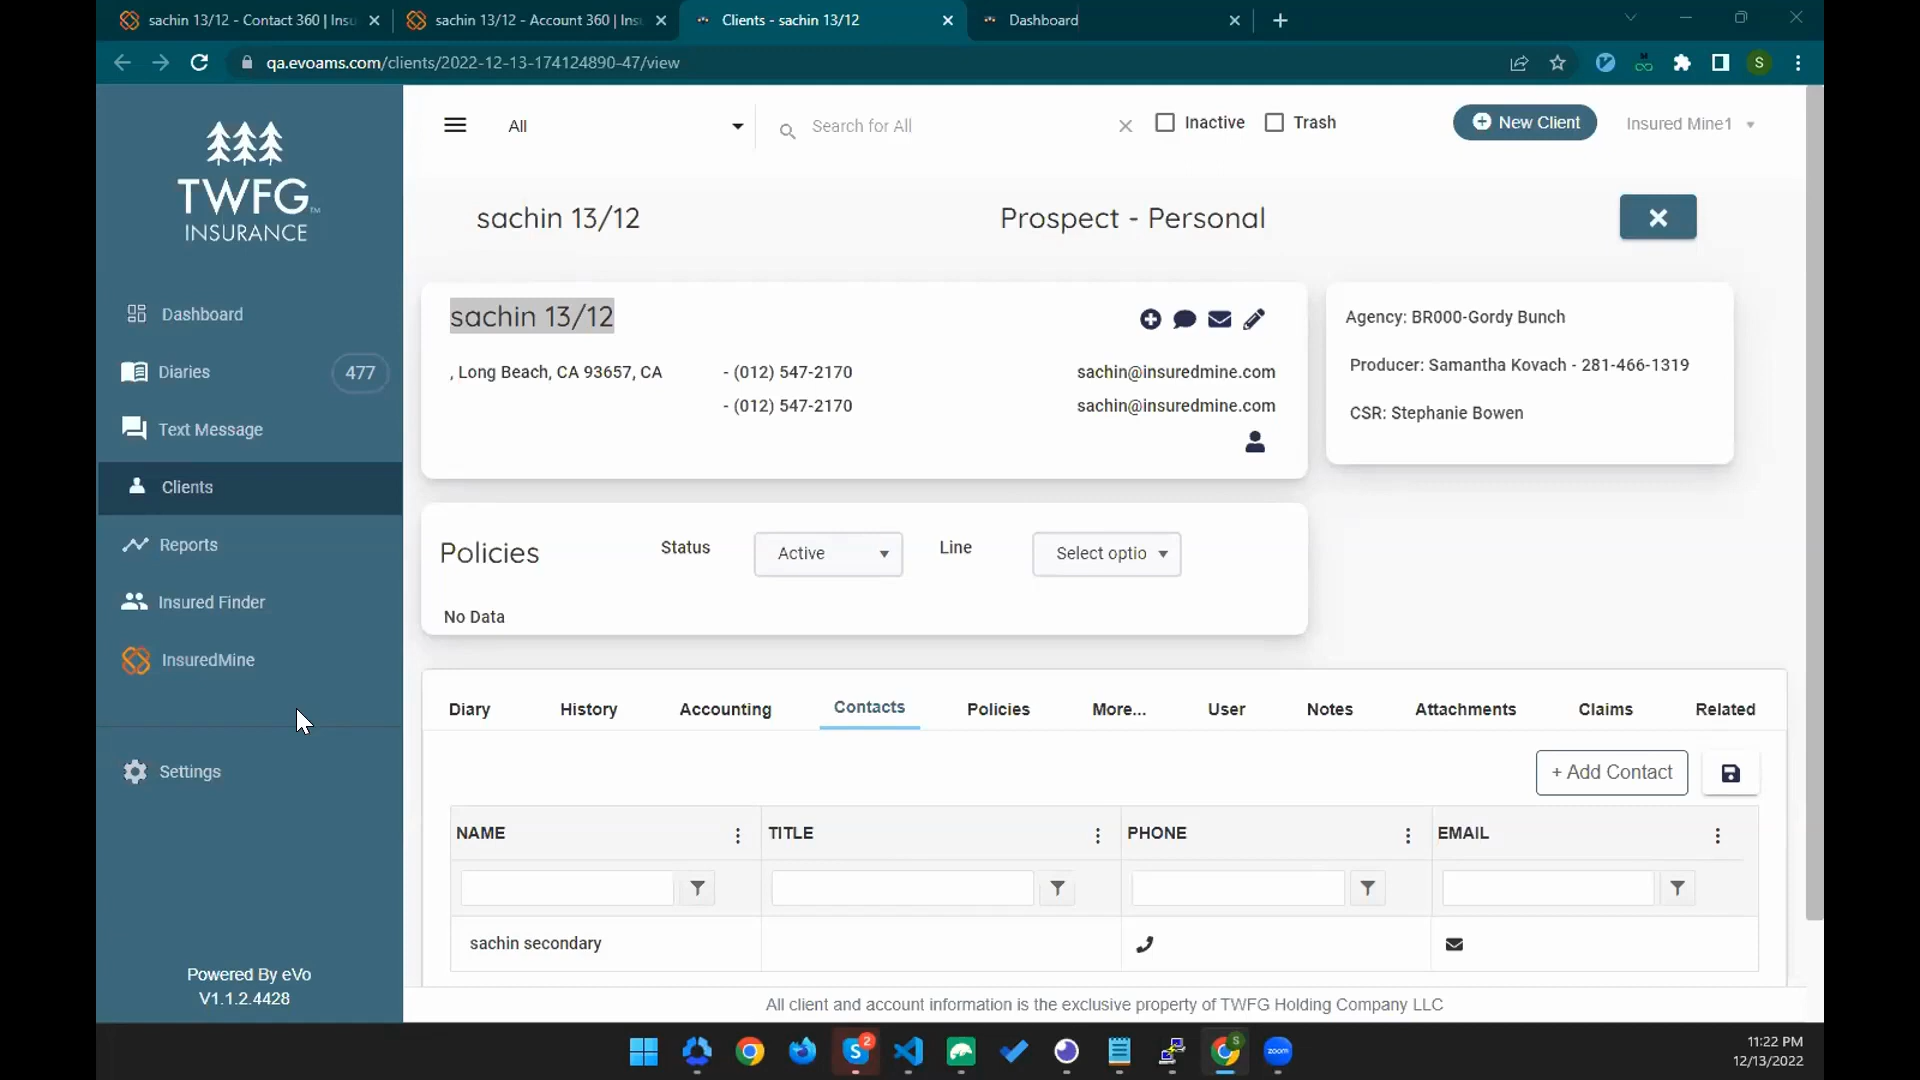 sachin 13/12 - Contact 360 | Insu
sachin 13/12 - Account 360 | Ins
Clients - sachin 13/12
Dashboard
qa.evoams.com/clients/2022-12-13-174124890-47/view
S
TWFG
INSURANCE
All
Search for All
Inactive
Trash
New Client
Insured Mine1
sachin 13/12
Prospect - Personal
Dashboard
Diaries
477
Text Message
Clients
Reports
Insured Finder
InsuredMine
Settings
Powered By eVo
V1.1.2.4428
sachin 13/12
, Long Beach, CA 93657, CA
- (012) 547-2170
sachin@insuredmine.com
- (012) 547-2170
sachin@insuredmine.com
Agency: BR000-Gordy Bunch
Producer: Samantha Kovach - 281-466-1319
CSR: Stephanie Bowen
Policies
Status
Active
Line
Select optio
No Data
Diary
History
Accounting
Contacts
Policies
More...
User
Notes
Attachments
Claims
Related
+ Add Contact
NAME
TITLE
PHONE
EMAIL
sachin secondary
All client and account information is the exclusive property of TWFG Holding Company LLC
2
S
zoom
11:22 PM
12/13/2022